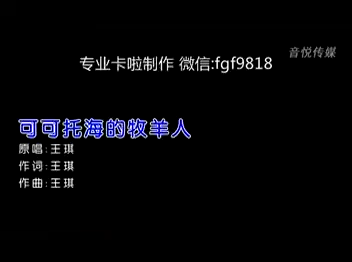 音悦传媒
专业卡啦制作 微信:fgf9818
可可托海的牧羊人
原唱:王琪
作词:王琪
作曲:王琪